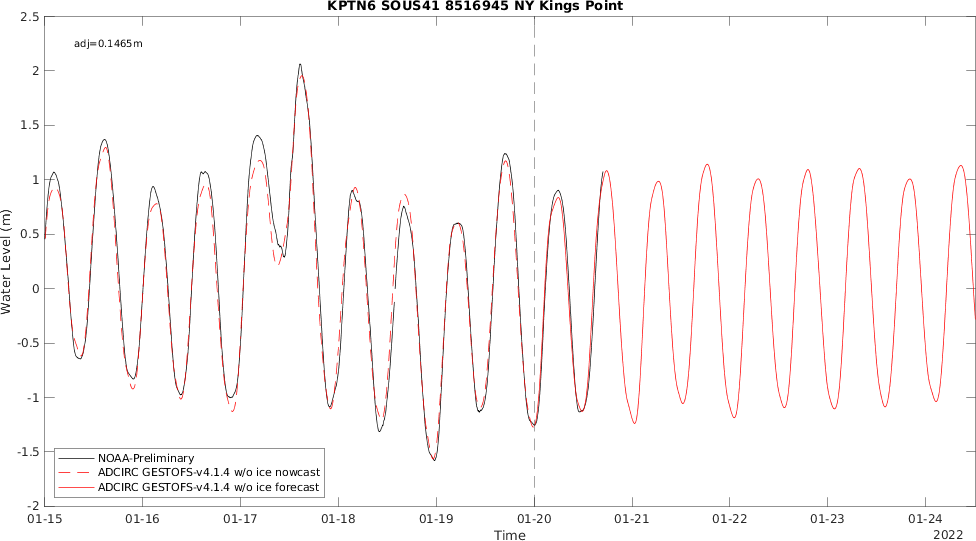 KPTN6 SOUS41 8516945 NY Kings Point
adj=0.1465m
2.5
2
1.5
1
0.5
0
-0.5
-1
-1.5
-2
Water Level (m)
NOAA-Preliminary
ADCIRC GESTOFS-v4.1.4 w/o ice nowcast
ADCIRC GESTOFS-v4.1.4 w/o ice forecast
01-15 01-16 01-17 01-18 01-19 01-20 01-21 01-22 01-23 01-24
Time
2022